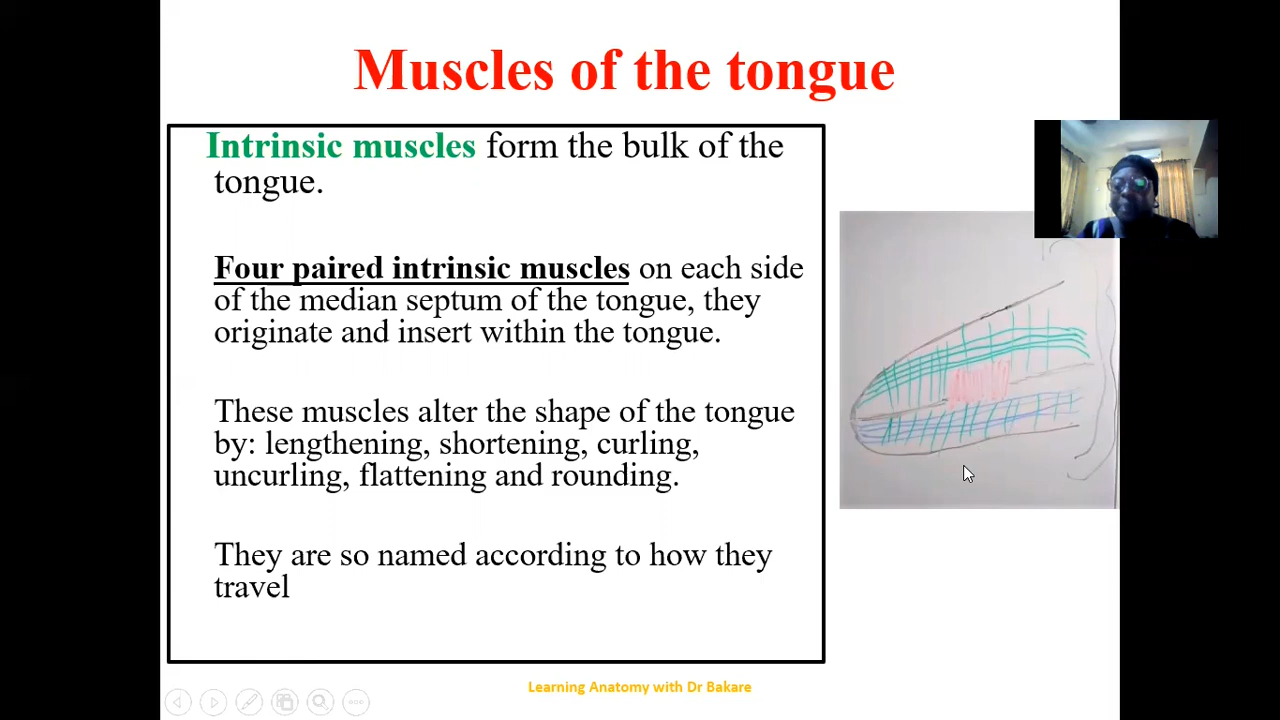 Muscles of the tongue
Intrinsic muscles form the bulk of the
tongue.
Four paired intrinsic muscles on each side
of the median septum of the tongue, they
originate and insert within the tongue.
These muscles alter the shape of the tongue
by: lengthening, shortening, curling,
uncurling, flattening and rounding.
They are so named according to how they
travel
Learning Anatomy with Dr Bakare